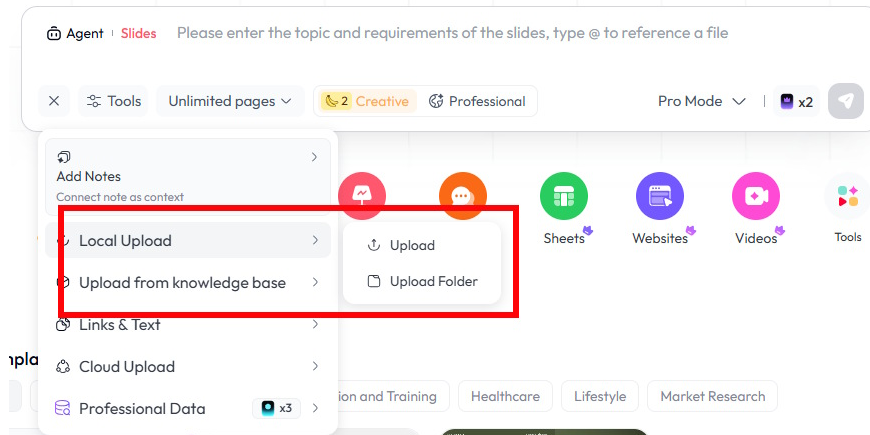 Agent Slides Please enter the topic and requirements of the slides, type @ to reference a file
Tools Unlimited pages 2 Creative Professional Pro Mode x2
Add Notes
Connect note as context
Local Upload
Upload from knowledge base
Links & Text
Cloud Upload
Professional Data x3
Upload
Upload Folder
Sheets Websites Videos Tools
ion and Training Healthcare Lifestyle Market Research